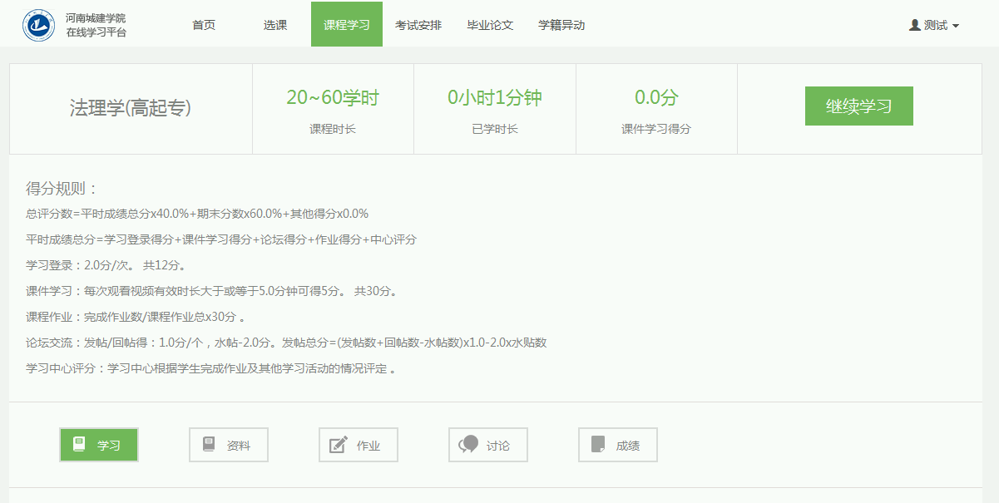 河南城建学院
在线学习平台
首页 选课 课程学习 考试安排 毕业论文 学籍异动 测试
法理学(高起专)
20~60学时
课程时长
0小时1分钟
已学时长
0.0分
课件学习得分
继续学习
得分规则：
总评分数=平时成绩总分x40.0%+期末分数x60.0%+其他得分x0.0%
平时成绩总分=学习登录得分+课件学习得分+论坛得分+作业得分+中心评分
学习登录：2.0分/次。 共12分。
课件学习：每次观看视频有效时长大于或等于5.0分钟可得5分。 共30分。
课程作业：完成作业数/课程作业总x30分 。
论坛交流：发帖/回帖得：1.0分/个，水帖-2.0分。发帖总分=(发帖数+回帖数-水帖数)x1.0-2.0x水贴数
学习中心评分：学习中心根据学生完成作业及其他学习活动的情况评定 。
学习 资料 作业 讨论 成绩